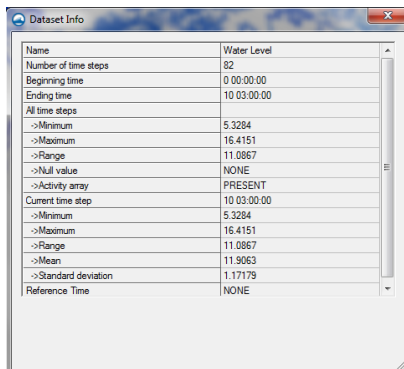 Dataset Info
Name Water Level
Number of time steps 82
Beginning time 0 00:00:00
Ending time 10 03:00:00
All time steps
->Minimum 5.3284
->Maximum 16.4151
->Range 11.0867
->Null value NONE
->Activity array PRESENT
Current time step 10 03:00:00
->Minimum 5.3284
->Maximum 16.4151
->Range 11.0867
->Mean 11.9063
->Standard deviation 1.17179
Reference Time NONE